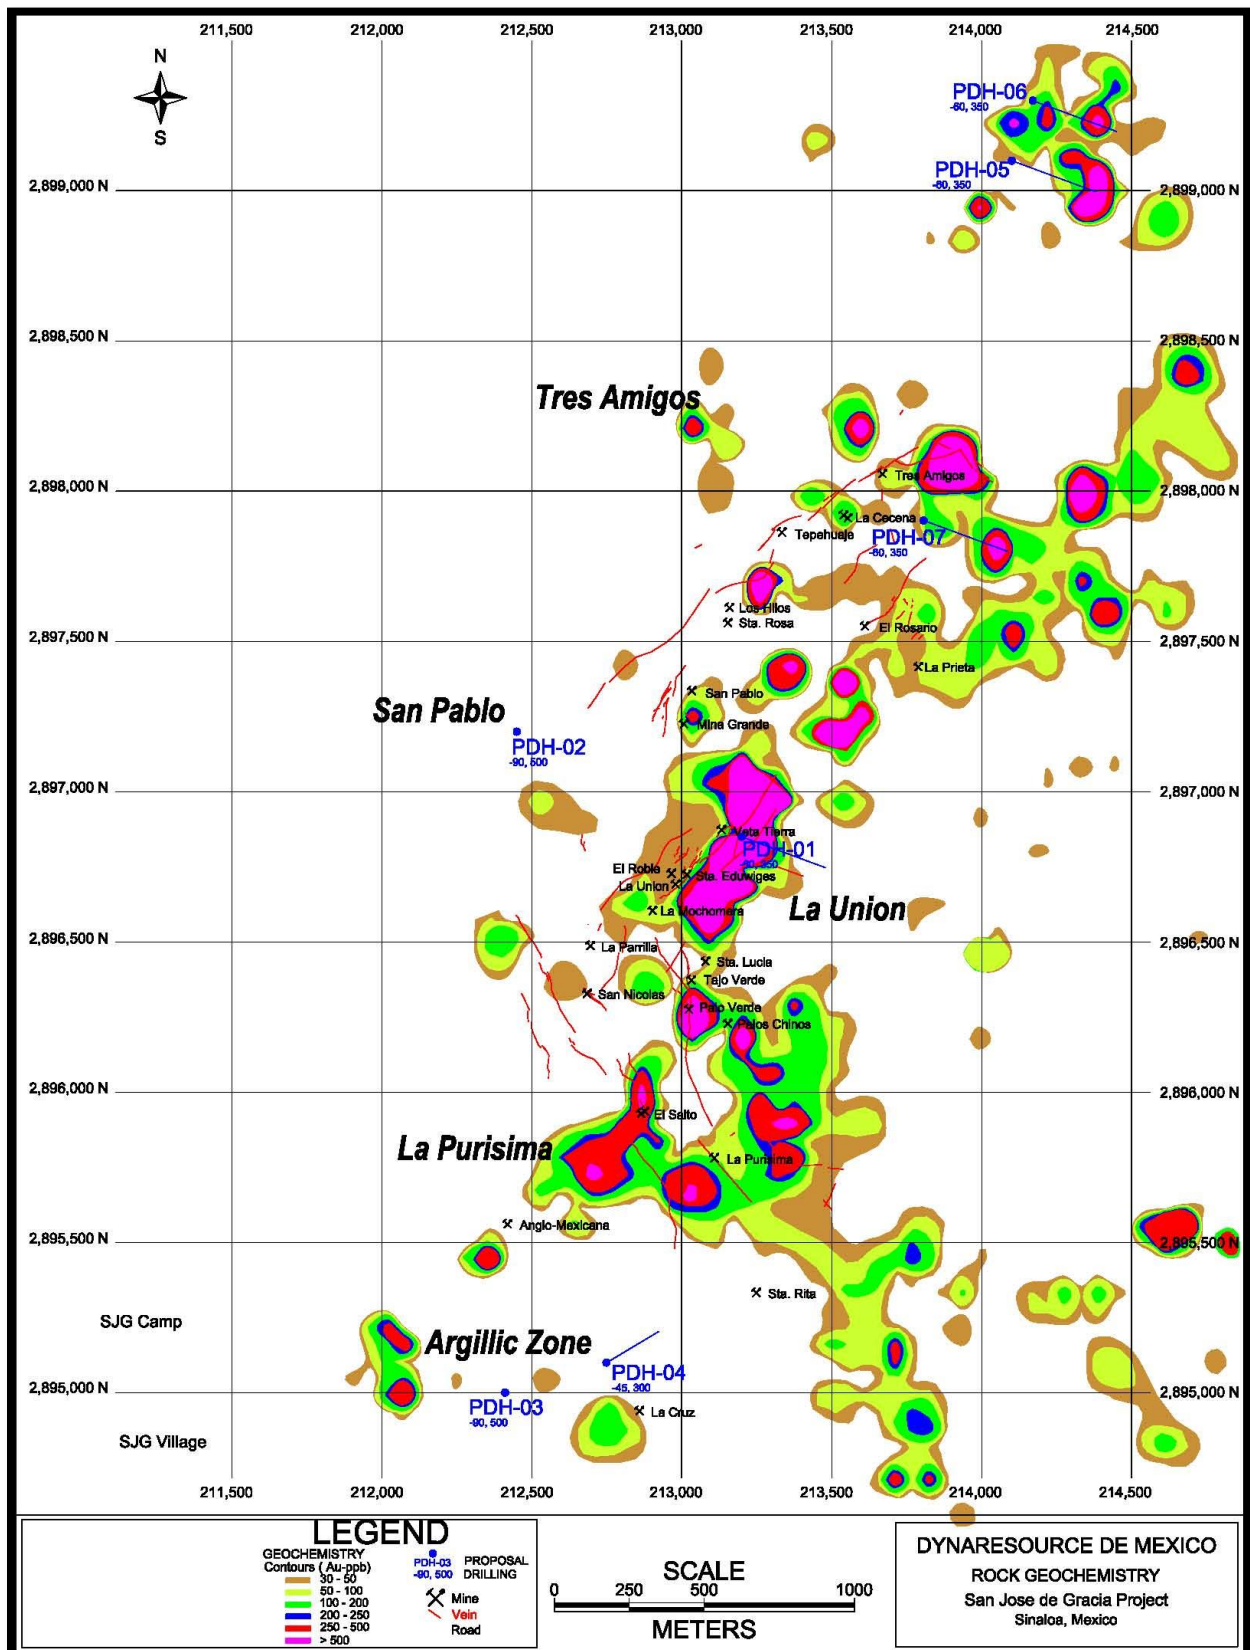 211,500 212,000 212,500 213,000 213,500 214,000 214,500
N
S
PDH-06
-60, 350
PDH-05
-60, 350
2,899,000 N 2,899,000 N
2,898,500 N 2,898,500 N
Tres Amigos
Tres Amigos
2,898,000 N 2,898,000 N
La Cecena
Tepehuaje
PDH-07
-60, 350
Los Hilos
Sta. Rosa
El Rosario
2,897,500 N 2,897,500 N
La Prieta
San Pablo
San Pablo
Mina Grande
PDH-02
-90, 500
2,897,000 N 2,897,000 N
Veta Tierra
PDH-01
-60, 350
El Roble
Sta. Eduwiges
La Union
La Mochomera
La Union
2,896,500 N 2,896,500 N
La Parrilla
Sta. Lucia
Tajo Verde
San Nicolas
Palo Verde
Palos Chinos
2,896,000 N 2,896,000 N
El Salto
La Purisima
La Purisima
Anglo-Mexicana
2,895,500 N 2,895,500 N
Sta. Rita
SJG Camp
Argillic Zone
PDH-04
-45, 300
2,895,000 N 2,895,000 N
PDH-03
-90, 500
La Cruz
SJG Village
211,500 212,000 212,500 213,000 213,500 214,000 214,500
LEGEND
GEOCHEMISTRY
Contours ( Au-ppb)
30 - 50
50 - 100
100 - 200
200 - 250
250 - 500
> 500
PDH-03
-90, 500
PROPOSAL
DRILLING
Mine
Vein
Road
SCALE
0 250 500 1000
METERS
DYNARESOURCE DE MEXICO
ROCK GEOCHEMISTRY
San Jose de Gracia Project
Sinaloa, Mexico